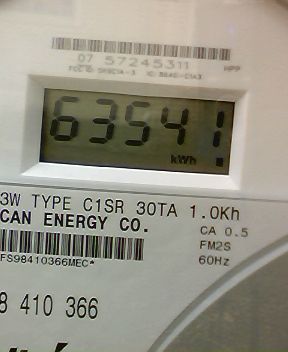 07 57245311
HPP
63541
kWh
3W TYPE C1SR 30TA 1.0Kh
CAN ENERGY CO.
CA 0.5
FM2S
60Hz
FS98410366MEC*
8 410 366